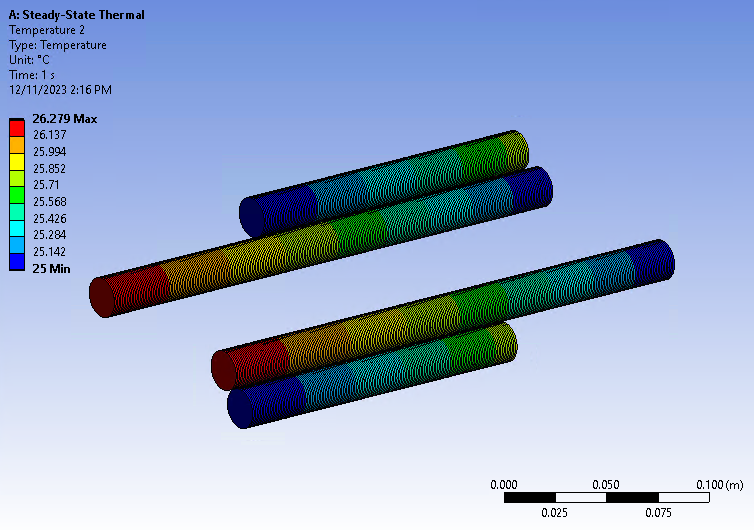 A: Steady-State Thermal
Temperature 2
Type: Temperature
Unit: °C
Time: 1 s
12/11/2023 2:16 PM
26.279 Max
26.137
25.994
25.852
25.71
25.568
25.426
25.284
25.142
25 Min
0.000 0.050 0.100 (m)
0.025 0.075